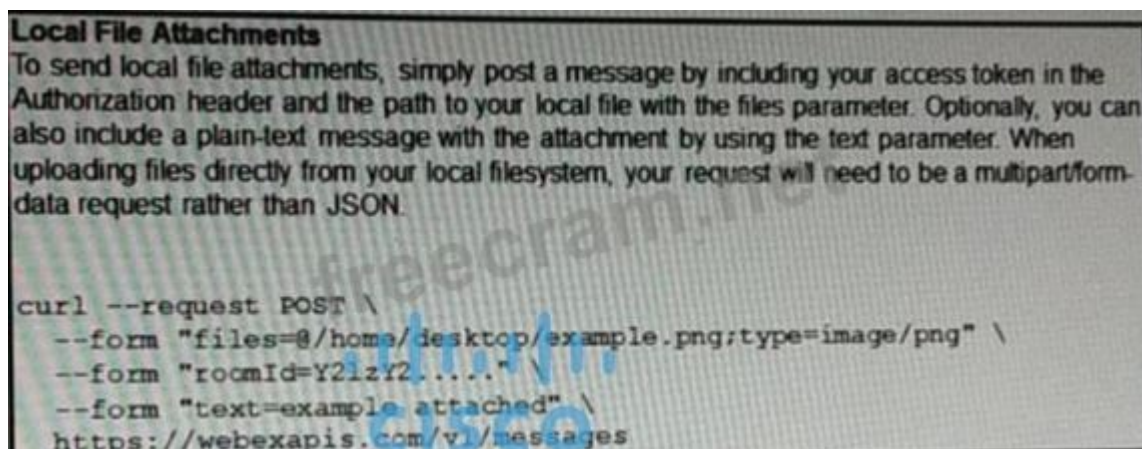 Local File Attachments
To send local file attachments, simply post a message by including your access token in the
Authorization header and the path to your local file with the files parameter. Optionally, you can
also include a plain-text message with the attachment by using the text parameter. When
uploading files directly from your local filesystem, your request will need to be a multipart/form-
data request rather than JSON.
freecram.net
curl --request POST \
--form "files=@/home/desktop/example.png;type=image/png" \
--form "roomId=Y2lzY2....." \
--form "text=example attached" \
https://webexapis.com/v1/messages
CISCO